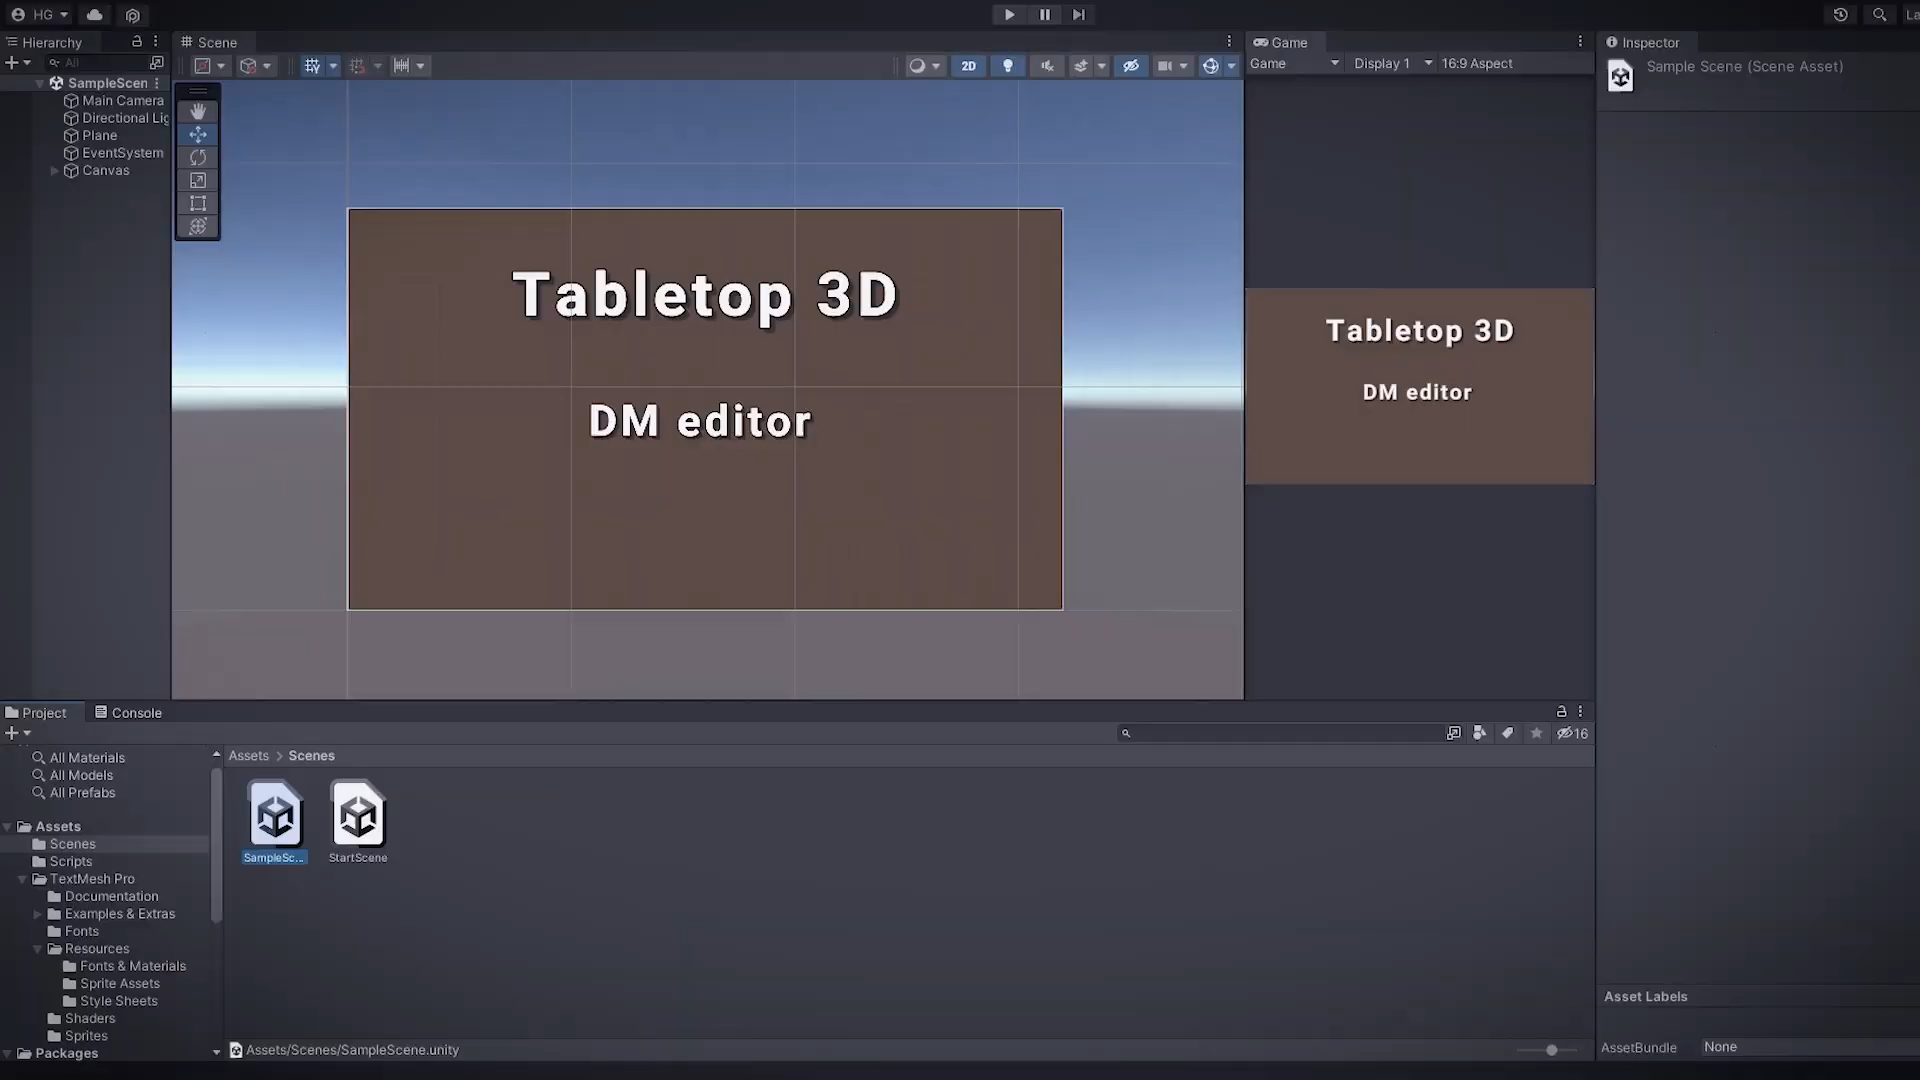 HG
Hierarchy
Scene
Game
Inspector
All
2D
Game
Display 1
16:9 Aspect
Sample Scene (Scene Asset)
SampleScen
Main Camera
Directional Lig
Plane
EventSystem
Canvas
Tabletop 3D
DM editor
Tabletop 3D
DM editor
Project
Console
16
All Materials
All Models
All Prefabs
Assets > Scenes
Assets
Scenes
Scripts
TextMesh Pro
Documentation
Examples & Extras
Fonts
Resources
Fonts & Materials
Sprite Assets
Style Sheets
Shaders
Sprites
Packages
SampleSc...
StartScene
Assets/Scenes/SampleScene.unity
Asset Labels
AssetBundle
None